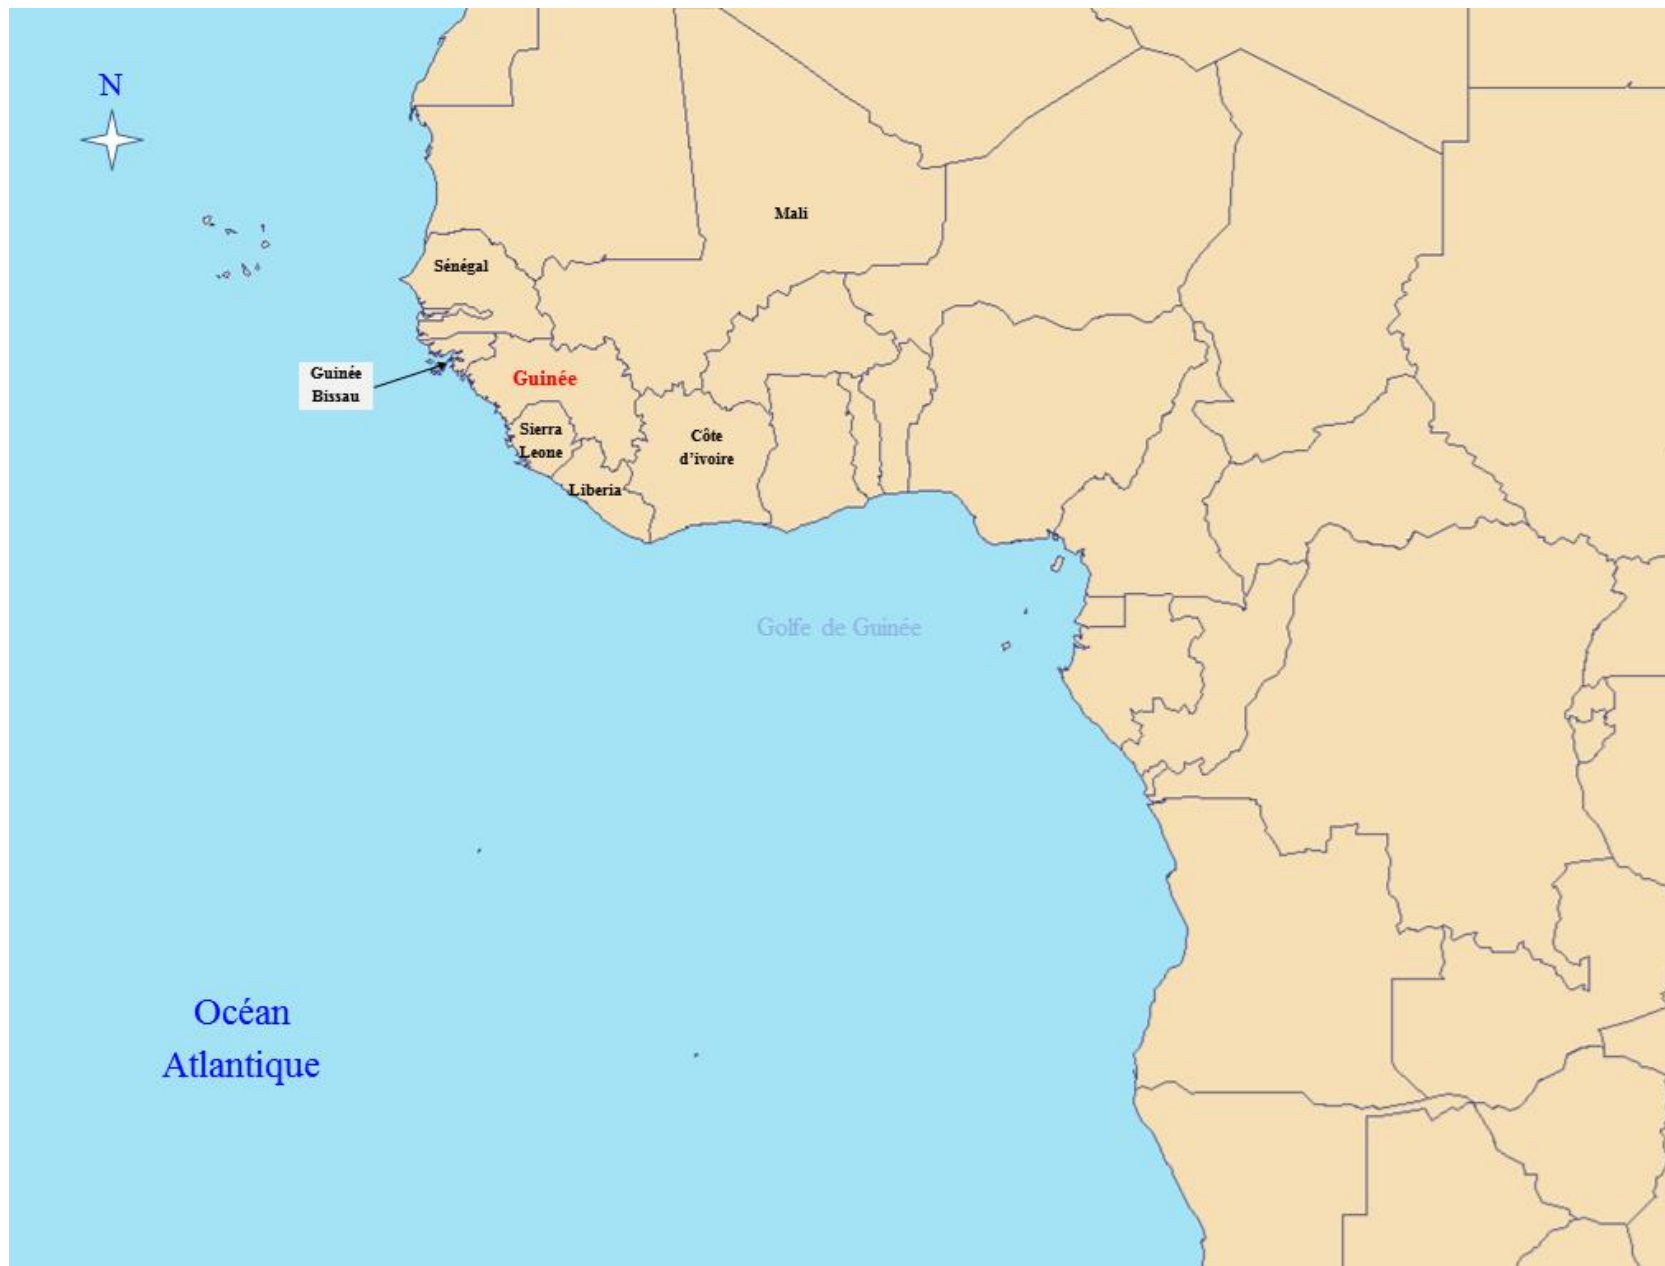 N
Mali
Sénégal
Guinée
Bissau
Guinée
Sierra
Leone
Côte
d’ivoire
Liberia
Golfe de Guinée
Océan
Atlantique